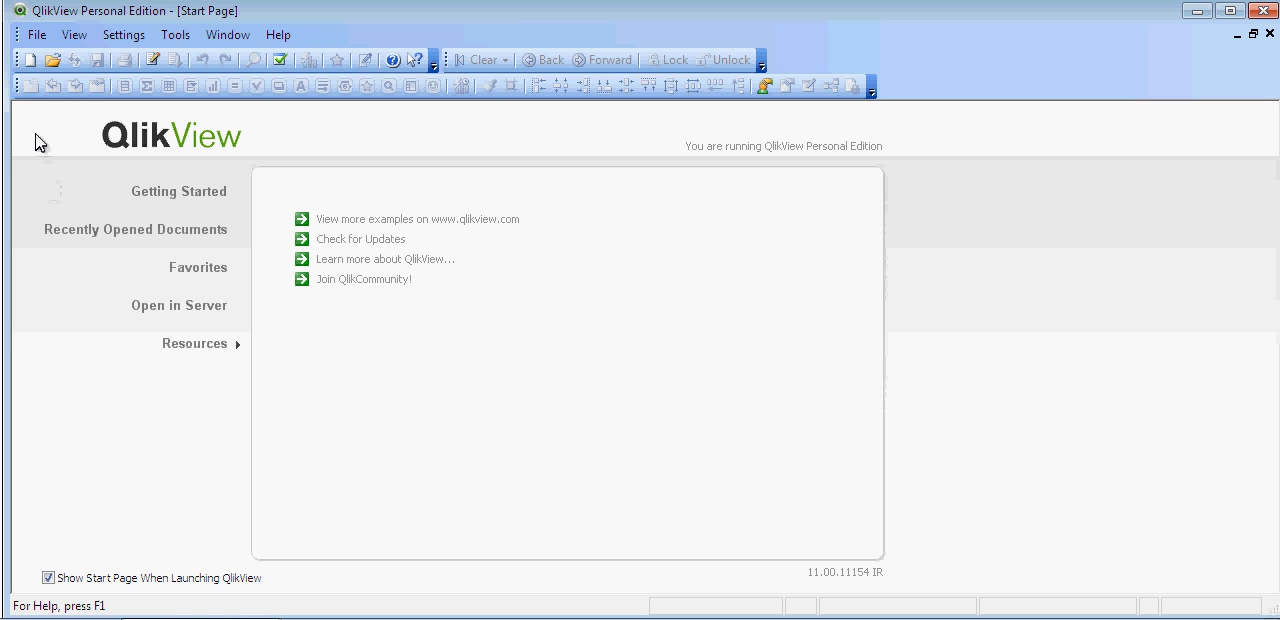 QlikView Personal Edition - [Start Page]
File View Settings Tools Window Help
Clear Back Forward Lock Unlock
QlikView
You are running QlikView Personal Edition
Getting Started
Recently Opened Documents
Favorites
Open in Server
Resources
View more examples on www.qlikview.com
Check for Updates
Learn more about QlikView...
Join QlikCommunity!
11.00.11154 IR
Show Start Page When Launching QlikView
For Help, press F1